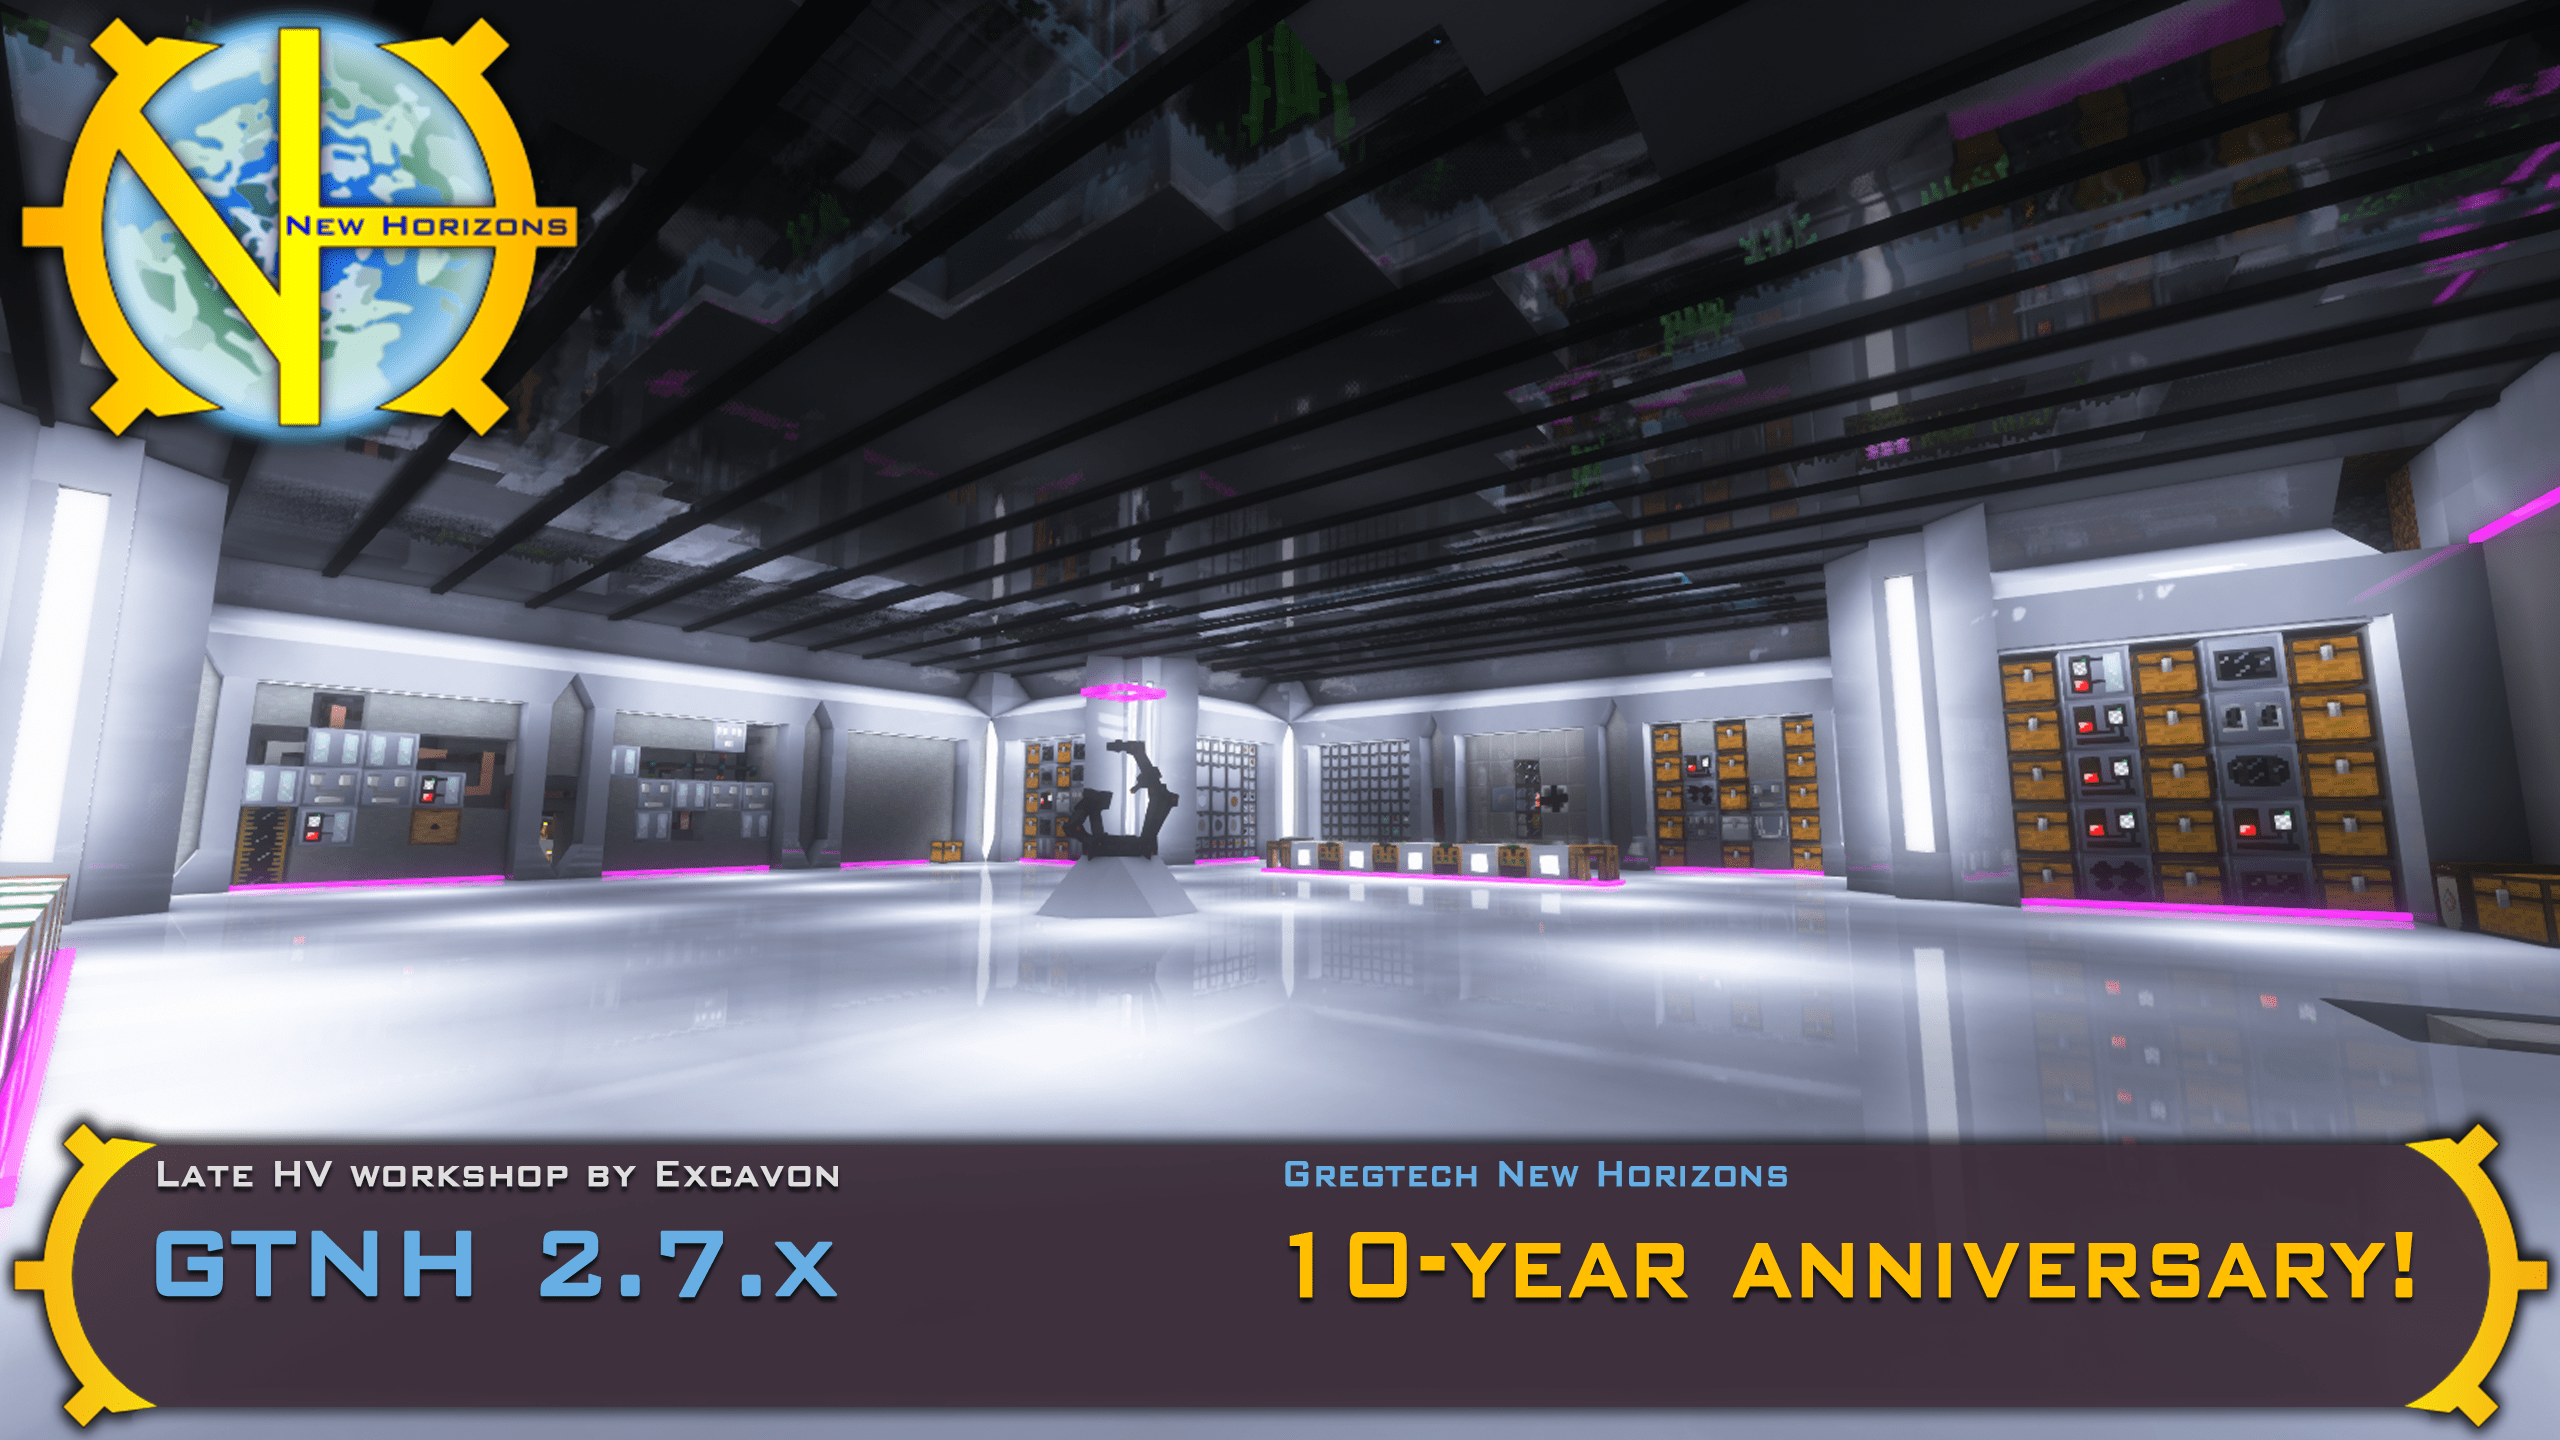 New Horizons
Late HV workshop by Excavon
GTNH 2.7.x
Gregtech New Horizons
10-year anniversary!